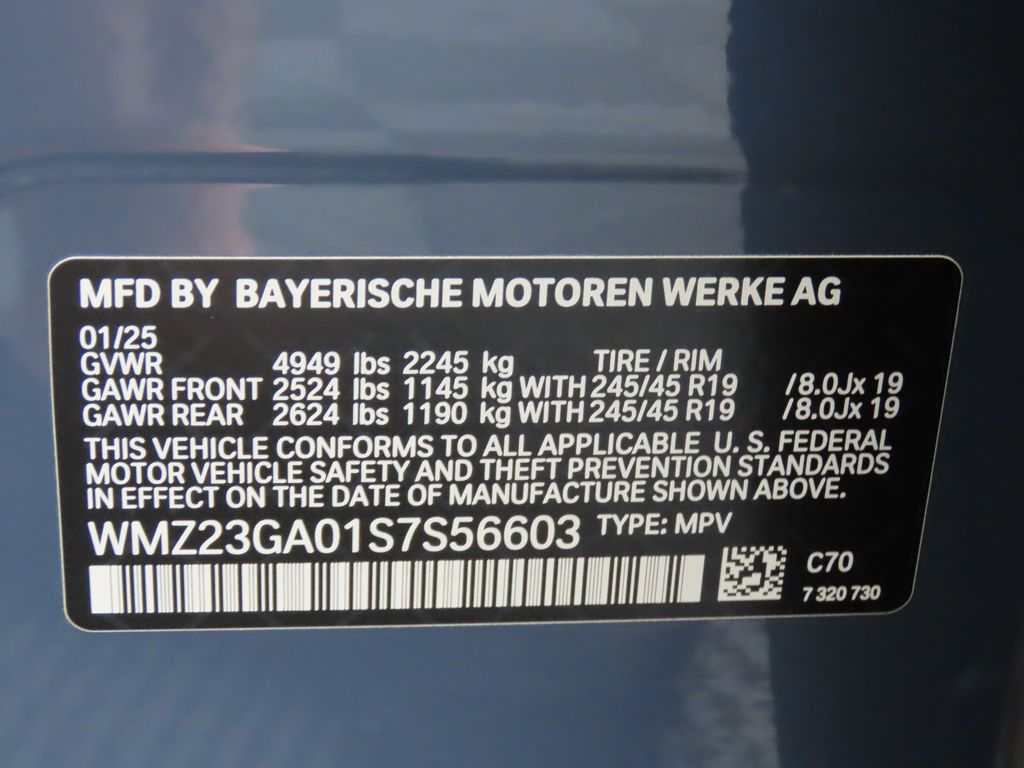 MFD BY BAYERISCHE MOTOREN WERKE AG
01/25
GVWR 4949 lbs 2245 kg TIRE / RIM
GAWR FRONT 2524 lbs 1145 kg WITH 245/45 R19 /8.0Jx 19
GAWR REAR 2624 lbs 1190 kg WITH 245/45 R19 /8.0Jx 19
THIS VEHICLE CONFORMS TO ALL APPLICABLE U. S. FEDERAL
MOTOR VEHICLE SAFETY AND THEFT PREVENTION STANDARDS
IN EFFECT ON THE DATE OF MANUFACTURE SHOWN ABOVE.
WMZ23GA01S7S56603 TYPE: MPV
C70
7 320 730